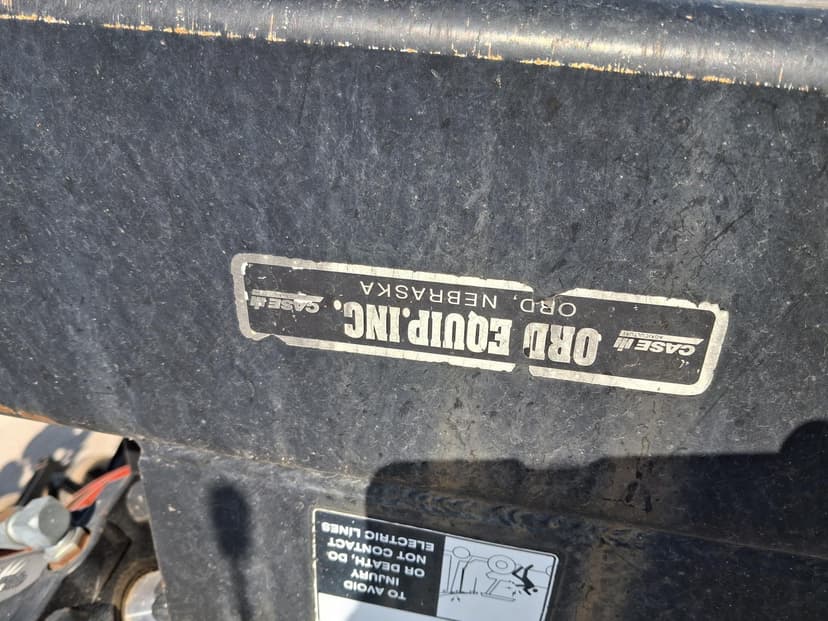 CASE IH
AGRICULTURE
ORD EQUIP.INC.
CASE IH
ORD, NEBRASKA
TO AVOID
INJURY
OR DEATH, DO
NOT CONTACT
ELECTRIC LINES